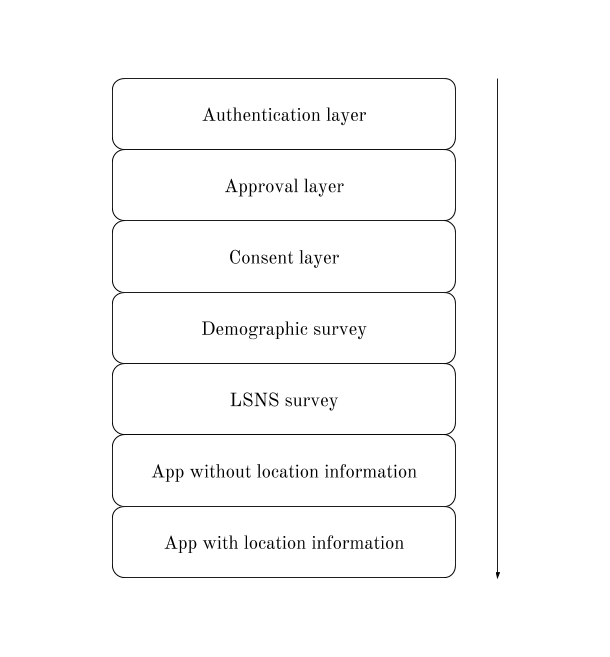 Authentication layer
Approval layer
Consent layer
Demographic survey
LSNS survey
App without location information
App with location information